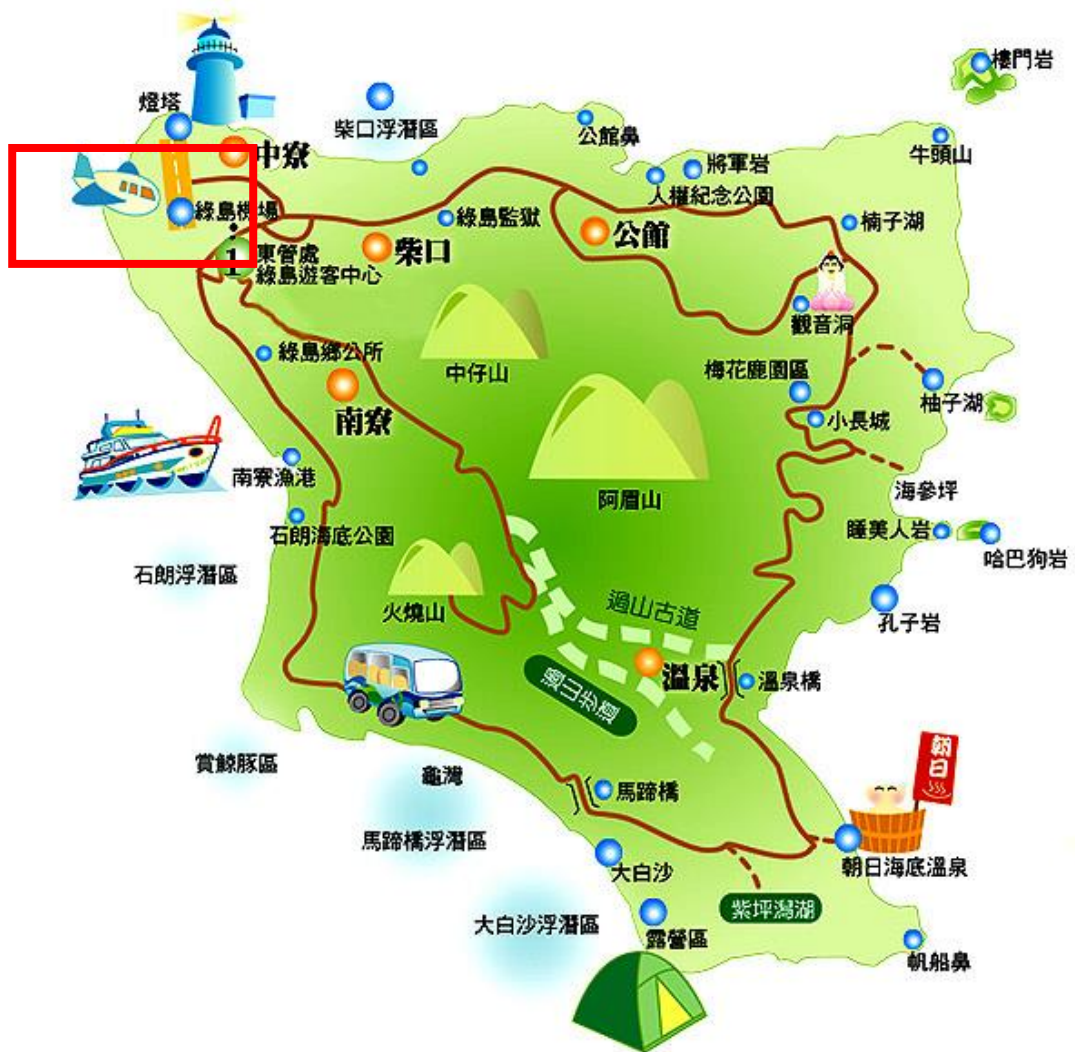 樓門岩
燈塔
柴口浮潛區
公館鼻
牛頭山
中寮
將軍岩
人權紀念公園
綠島機場
綠島監獄
公館
楠子湖
東管處
綠島遊客中心
柴口
i
觀音洞
綠島鄉公所
中仔山
梅花鹿園區
柚子湖
南寮
小長城
南寮漁港
阿眉山
海參坪
石朗海底公園
睡美人岩
哈巴狗岩
石朗浮潛區
火燒山
過山古道
孔子岩
溫泉
溫泉橋
過山步道
朝日
賞鯨豚區
龜灣
馬蹄橋
馬蹄橋浮潛區
大白沙
朝日海底溫泉
紫坪潟湖
大白沙浮潛區
露營區
帆船鼻